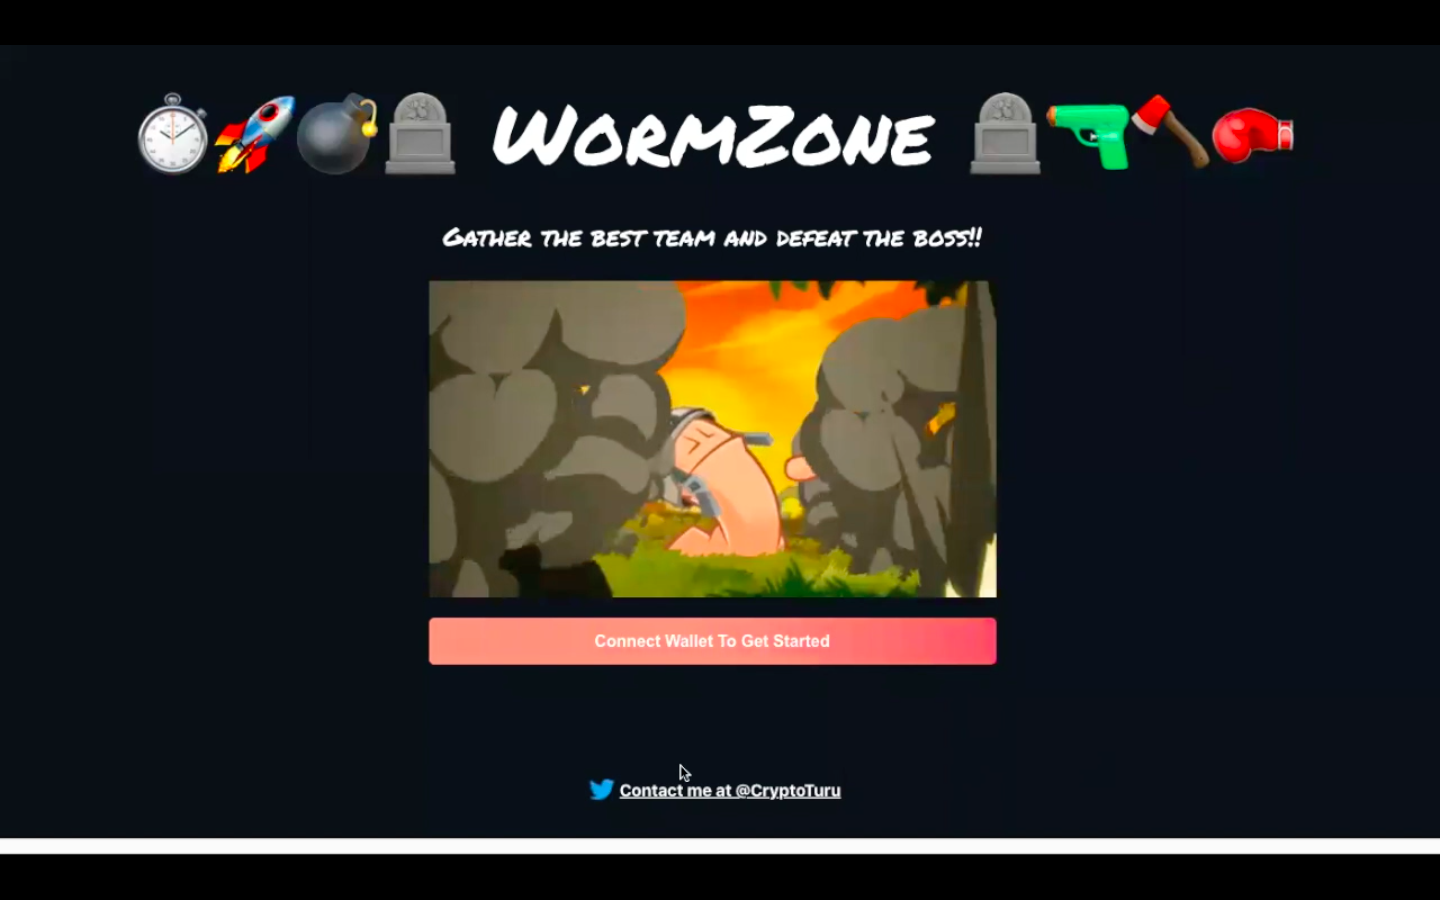 WormZone
Gather the best team and defeat the boss!!
Connect Wallet To Get Started
Contact me at @CryptoTuru